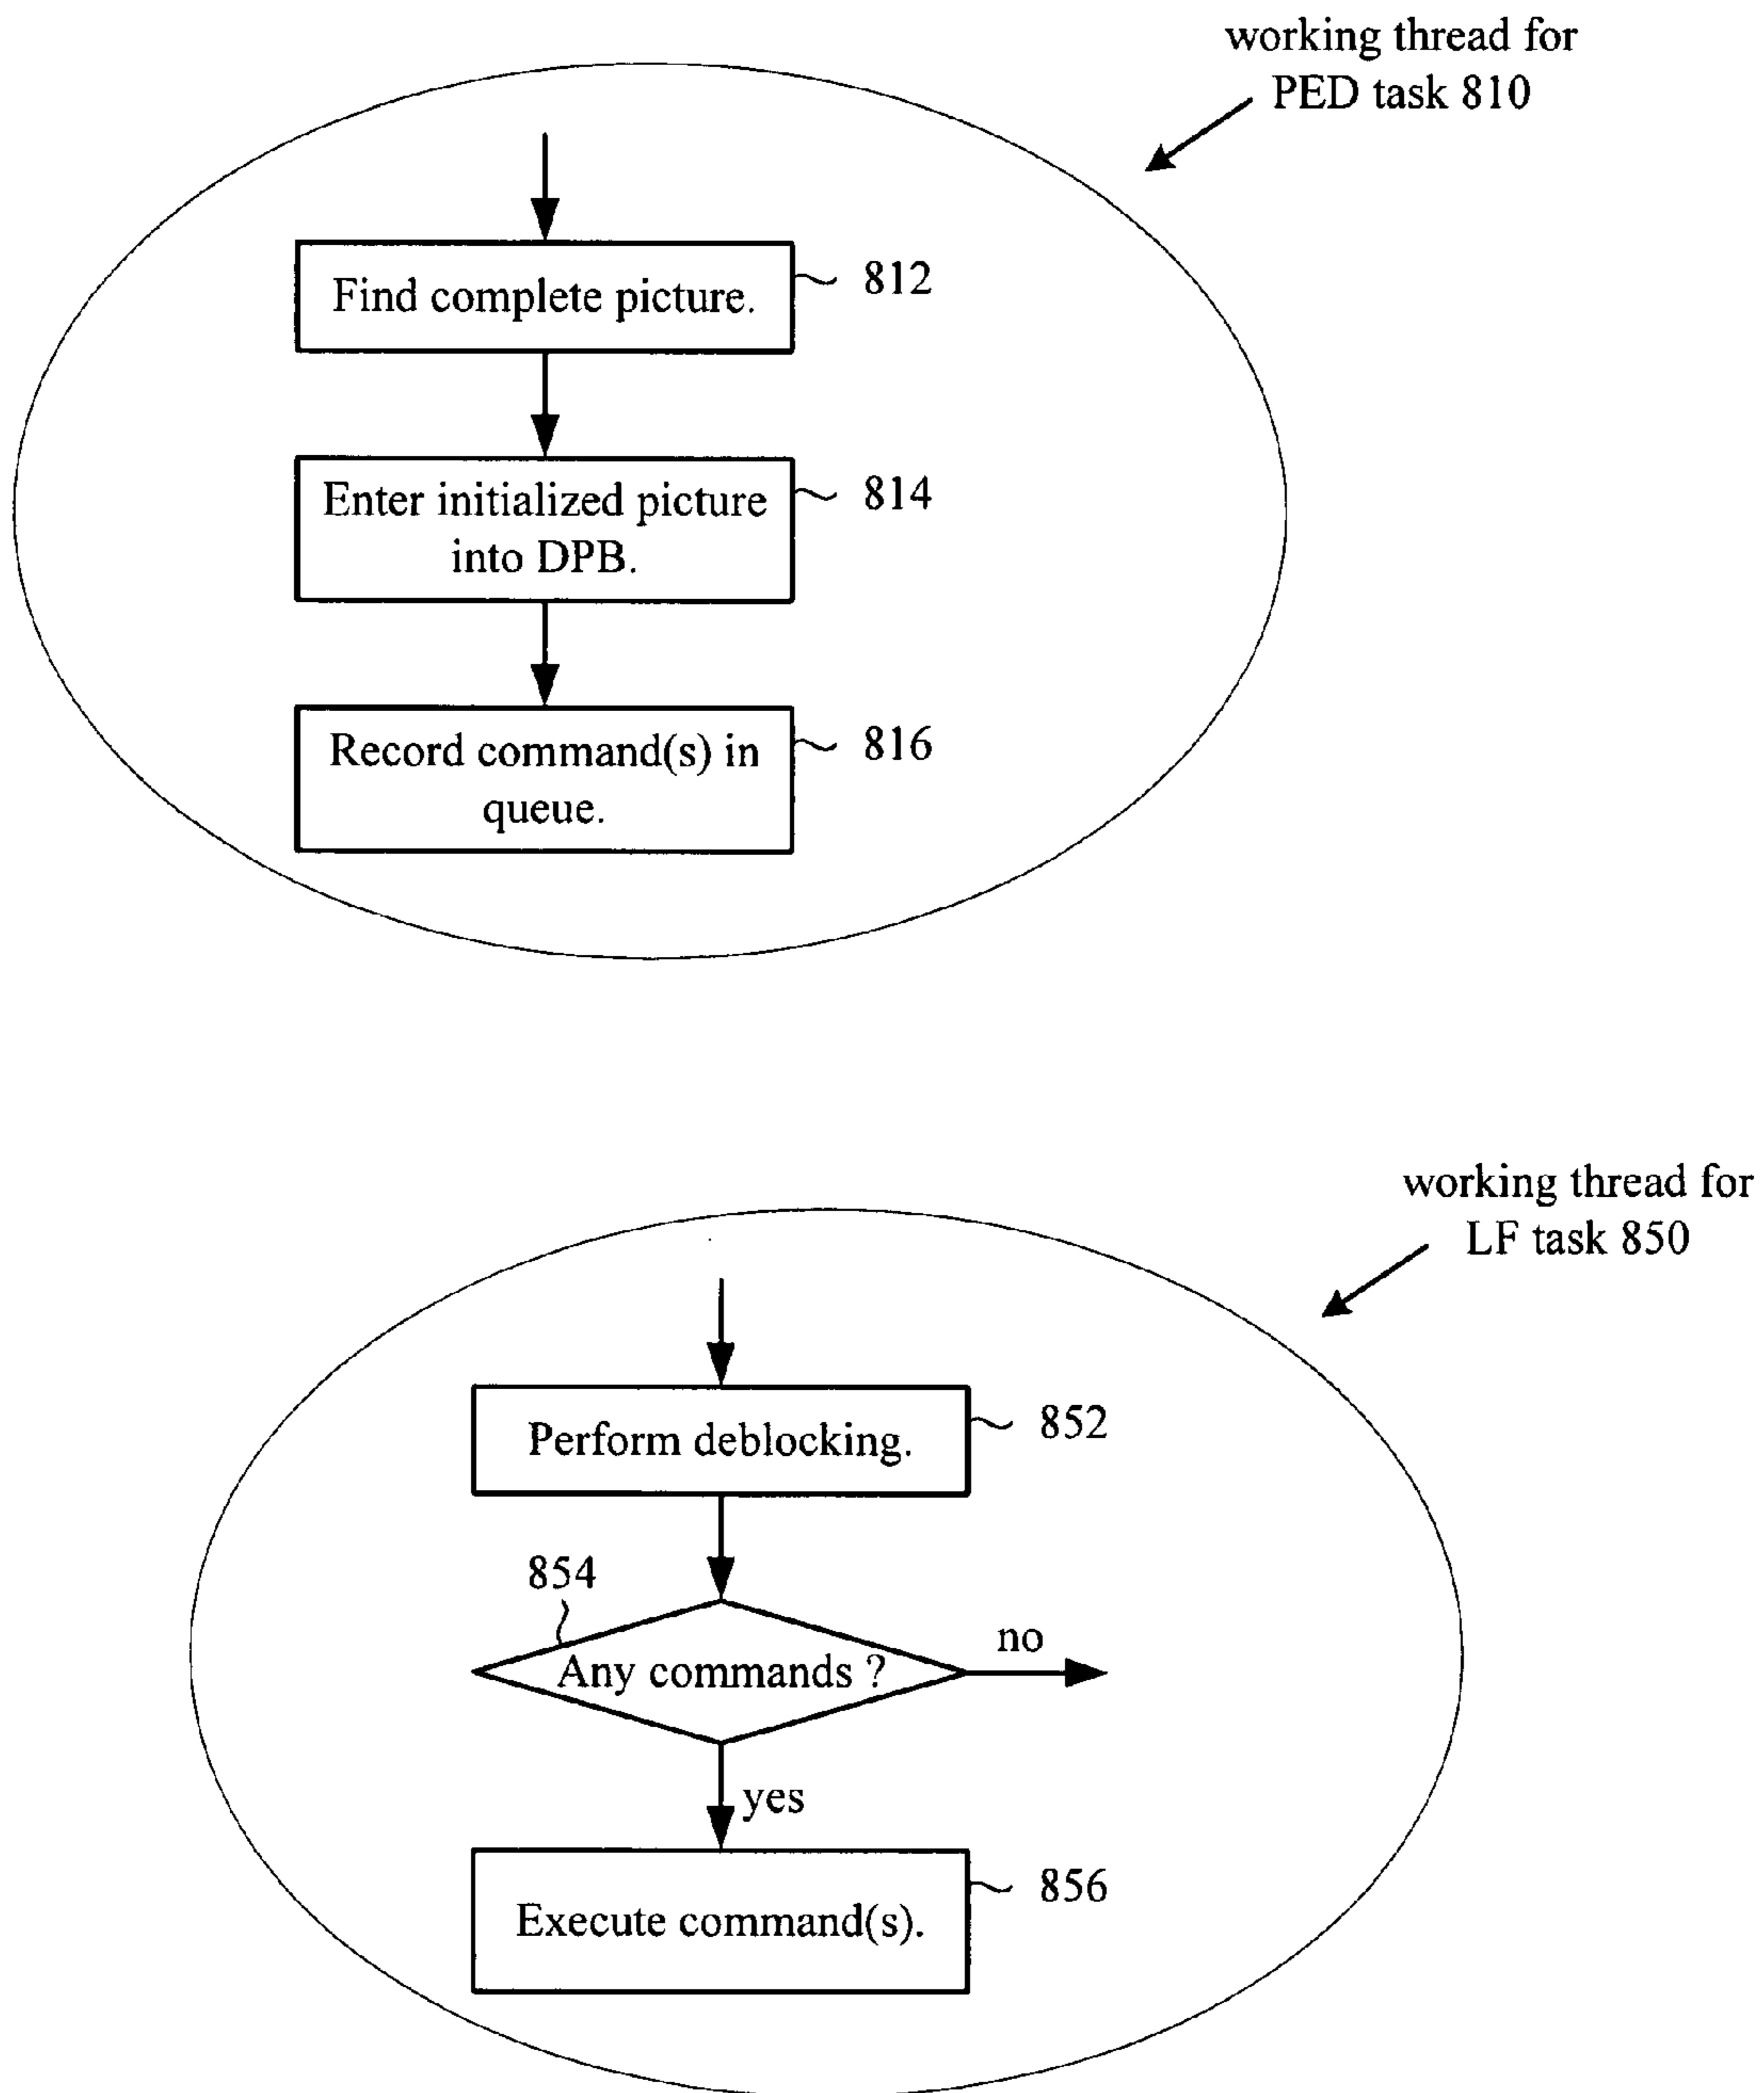 working thread for
PED task 810
Find complete picture.
812
Enter initialized picture
into DPB.
814
Record command(s) in
queue.
816
working thread for
LF task 850
Perform deblocking.
852
854
Any commands ?
no
yes
Execute command(s).
856